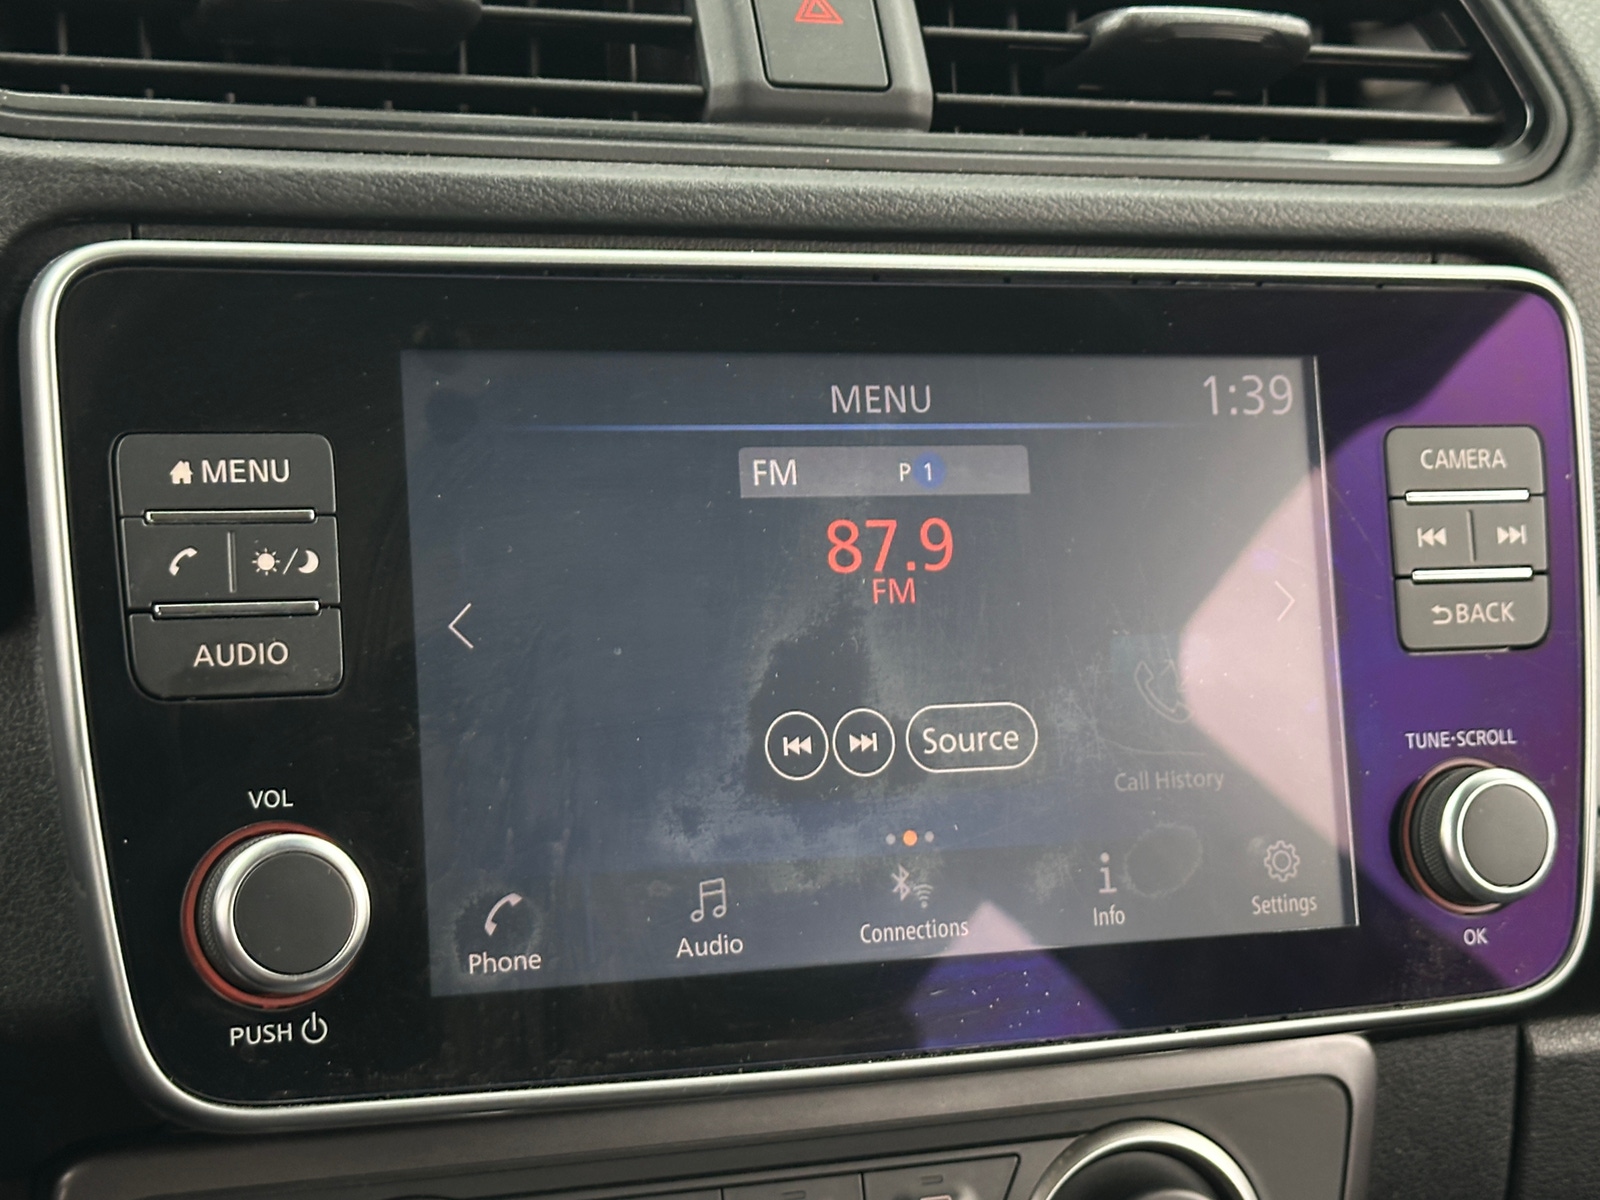 MENU
1:39
MENU
FM P 1
CAMERA
87.9
FM
BACK
AUDIO
Source
TUNE·SCROLL
Call History
VOL
Phone
Audio
Connections
Info
Settings
OK
PUSH